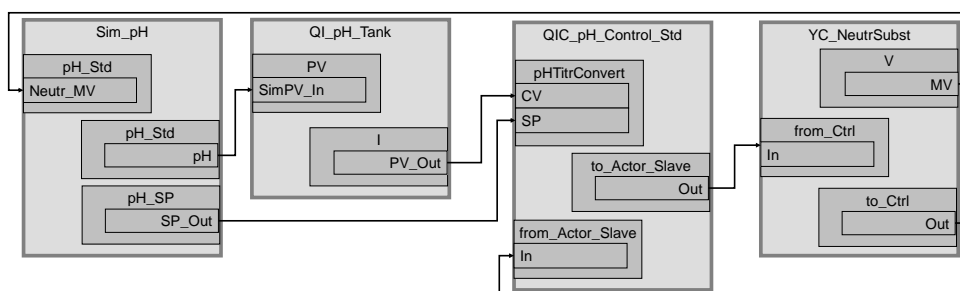 Sim_pH
pH_Std
Neutr_MV
pH_Std
pH
pH_SP
SP_Out
QI_pH_Tank
PV
SimPV_In
I
PV_Out
QIC_pH_Control_Std
pHTitrConvert
CV
SP
to_Actor_Slave
Out
from_Actor_Slave
In
YC_NeutrSubst
V
MV
from_Ctrl
In
to_Ctrl
Out